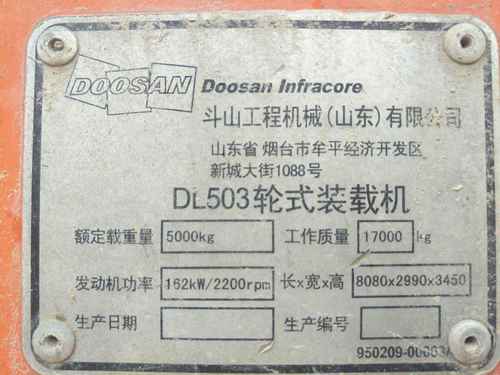 DOOSAN Doosan Infracore
斗山工程机械(山东)有限公司
山东省 烟台市牟平经济开发区
新城大街1088号
DL503轮式装载机
额定载重量 5000kg 工作质量 17000 kg
发动机功率 162kW/2200rpm 长x宽x高 8080x2990x3450
生产日期 生产编号